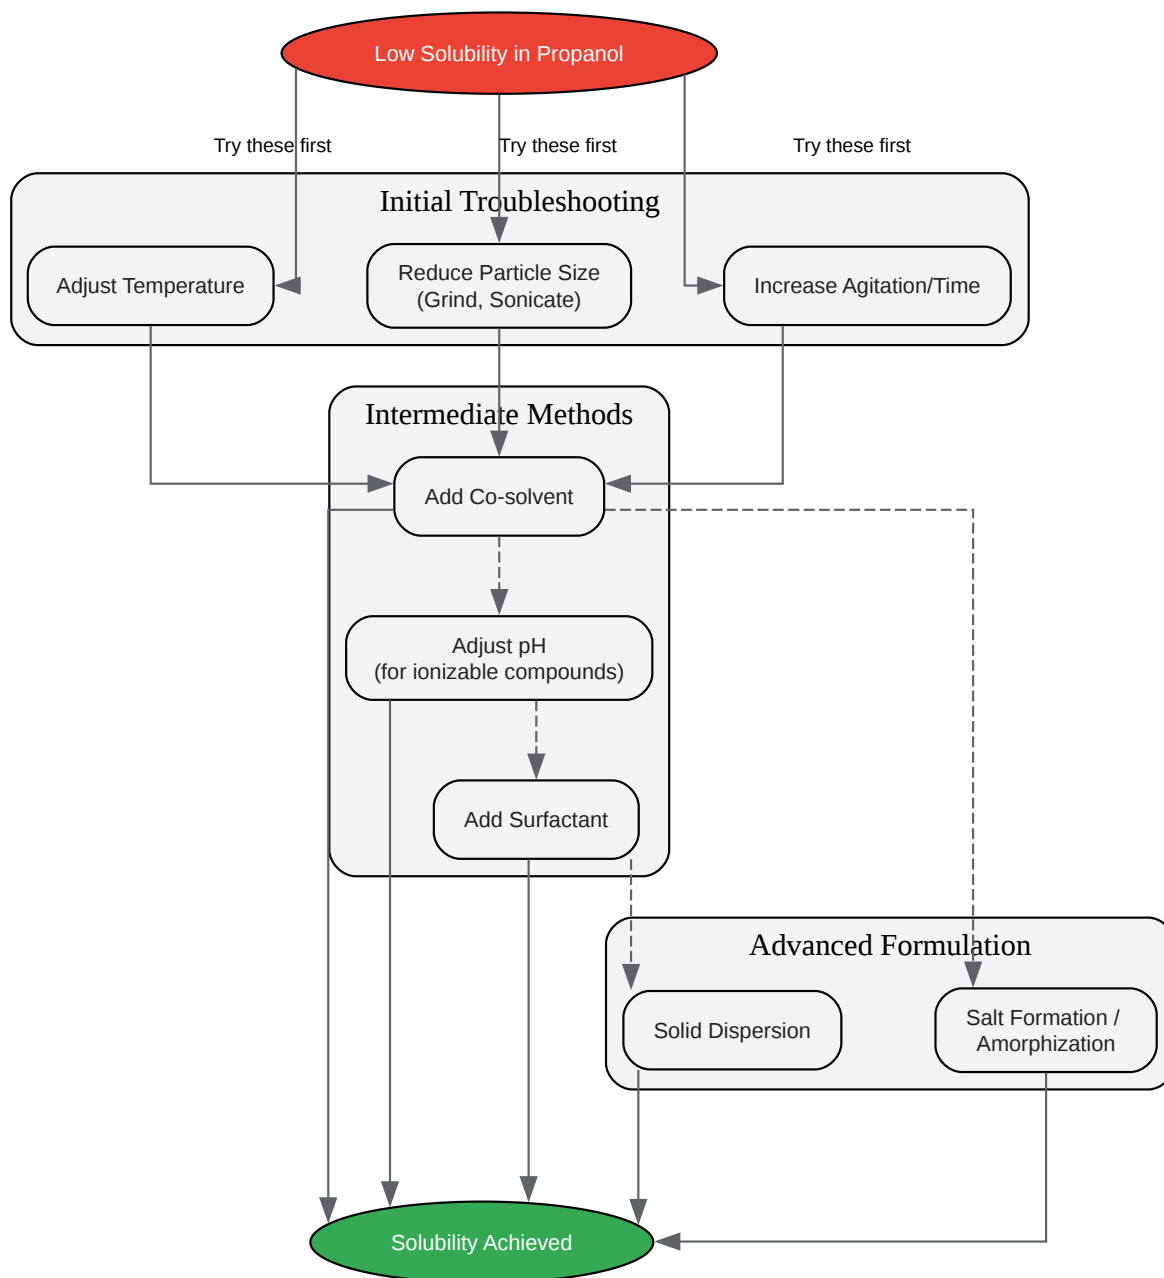 Low Solubility in Propanol
Try these first
Try these first
Try these first
Initial Troubleshooting
Adjust Temperature
Reduce Particle Size
(Grind, Sonicate)
Increase Agitation/Time
Intermediate Methods
Add Co-solvent
Adjust pH
(for ionizable compounds)
Add Surfactant
Advanced Formulation
Solid Dispersion
Salt Formation /
Amorphization
Solubility Achieved